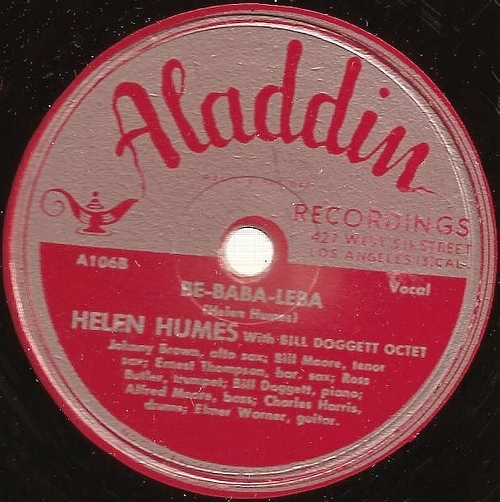 Aladdin
RECORDINGS
427 WEST 5th STREET
LOS ANGELES (3) CAL.
A106B
Vocal
BE-BABA-LEBA
(Helen Humes)
HELEN HUMES With BILL DOGGETT OCTET
Johnny Brown, alto sax; Bill Moore, tenor
sax; Ernest Thompson, bar. sax; Ross
Butler, trumpet; Bill Doggett, piano;
Alfred Moore, bass; Charles Harris,
drums; Elmer Warner, guitar.